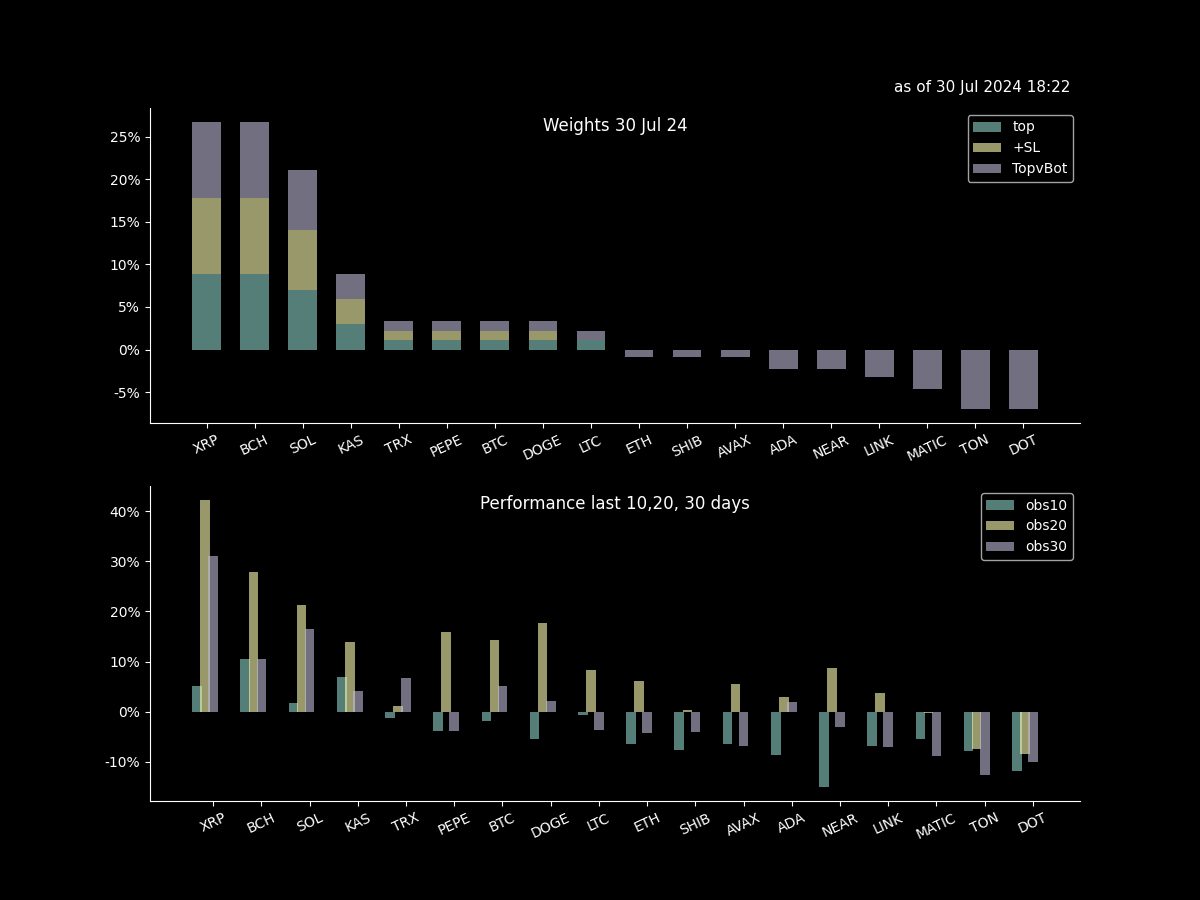 as of 30 Jul 2024 18:22
Weights 30 Jul 24
top
+SL
TopvBot
25%
20%
15%
10%
5%
0%
-5%
XRP BCH SOL KAS TRX PEPE BTC DOGE LTC ETH SHIB AVAX ADA NEAR LINK MATIC TON DOT
Performance last 10,20, 30 days
obs10
obs20
obs30
40%
30%
20%
10%
0%
-10%
XRP BCH SOL KAS TRX PEPE BTC DOGE LTC ETH SHIB AVAX ADA NEAR LINK MATIC TON DOT